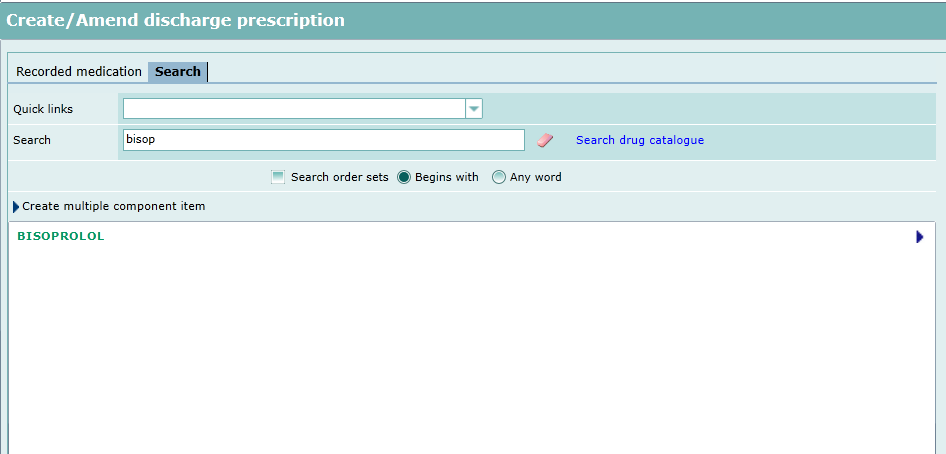 Create/Amend discharge prescription
Recorded medication Search
Quick links
Search bisop Search drug catalogue
Search order sets Begins with Any word
Create multiple component item
BISOPROLOL